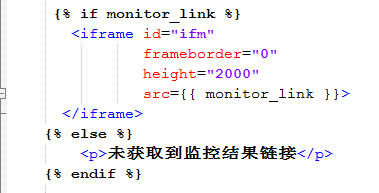 {% if monitor_link %}
<iframe id="ifm"
frameborder="0"
height="2000"
src={{ monitor_link }}>
</iframe>
{% else %}
<p>未获取到监控结果链接</p>
{% endif %}